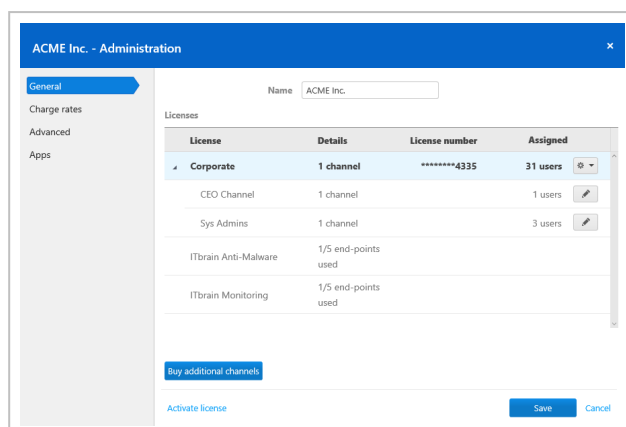 ACME Inc. - Administration ×
General
Charge rates
Advanced
Apps
Name ACME Inc.
Licenses
License Details License number Assigned
Corporate 1 channel ********4335 31 users
CEO Channel 1 channel 1 users
Sys Admins 1 channel 3 users
ITbrain Anti-Malware 1/5 end-points
used
ITbrain Monitoring 1/5 end-points
used
Buy additional channels
Activate license Save Cancel